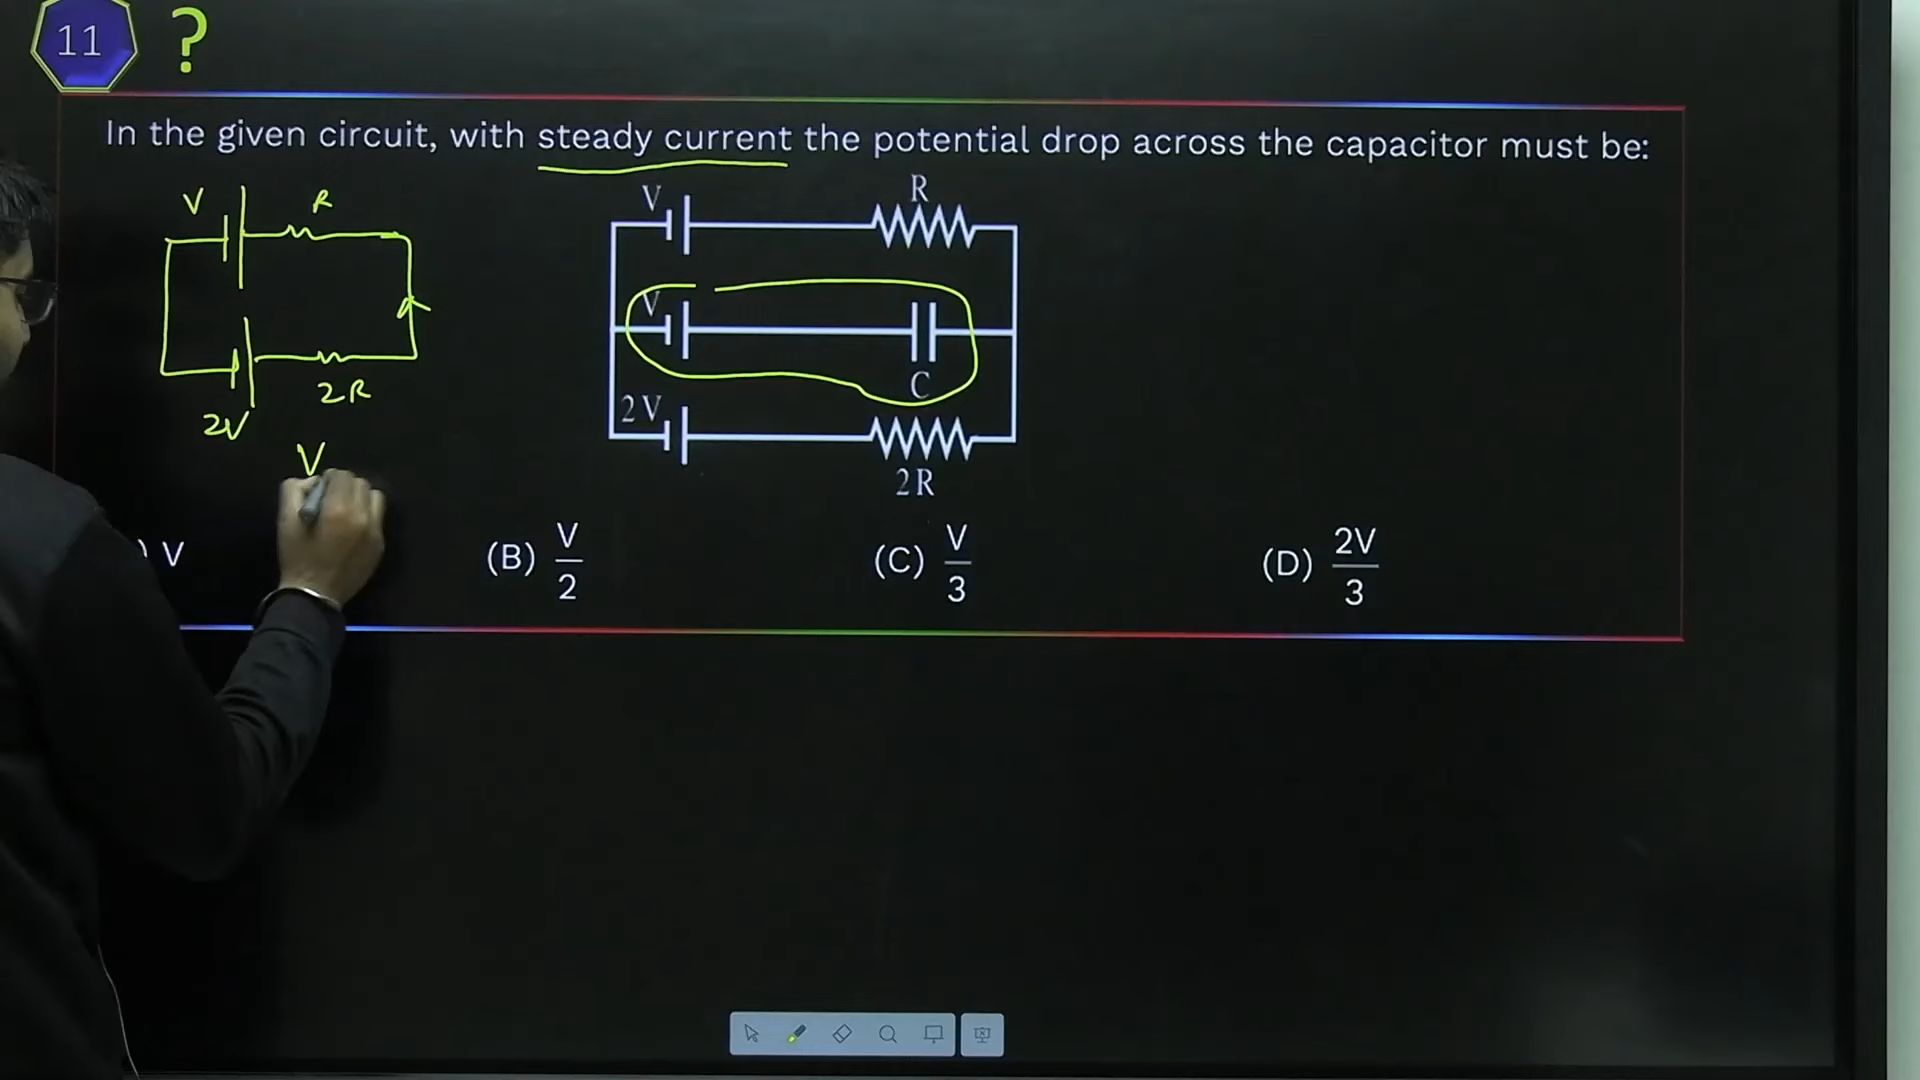 11 ?
In the given circuit, with steady current the potential drop across the capacitor must be:
V R
2R
2V
V
V R
V
C
2V
2R
) V
(B) V/2
(C) V/3
(D) 2V/3